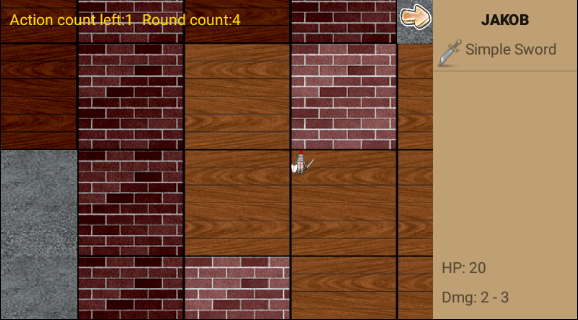 Action count left:1 Round count:4
JAKOB
Simple Sword
HP: 20
Dmg: 2 - 3